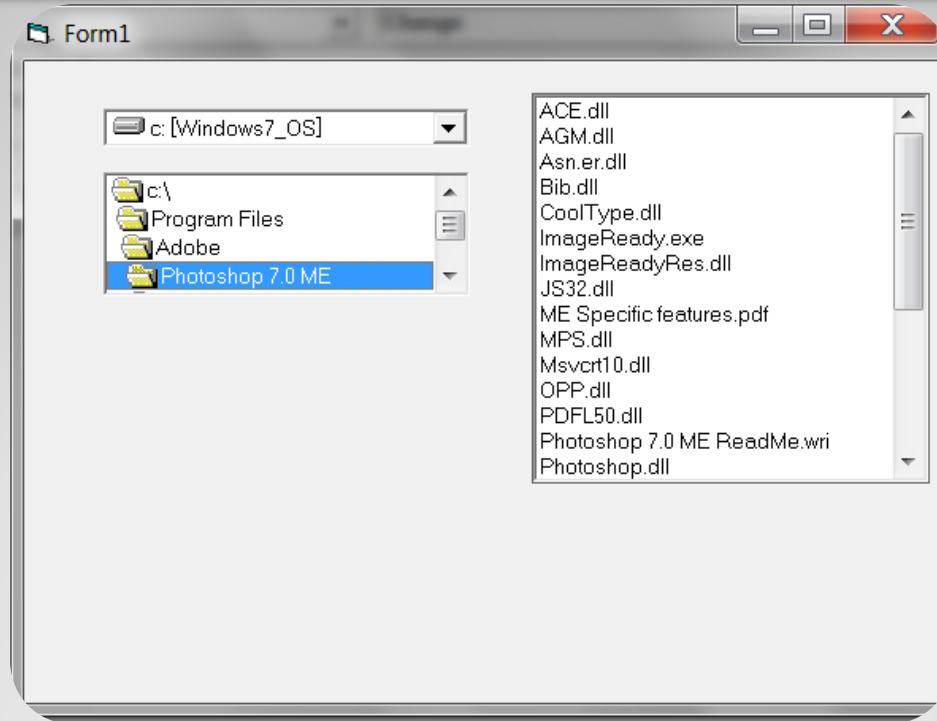 Form1
c: [Windows7_OS]
c:\
Program Files
Adobe
Photoshop 7.0 ME
ACE.dll
AGM.dll
Asn.er.dll
Bib.dll
CoolType.dll
ImageReady.exe
ImageReadyRes.dll
JS32.dll
ME Specific features.pdf
MPS.dll
Msvcrt10.dll
OPP.dll
PDFL50.dll
Photoshop 7.0 ME ReadMe.wri
Photoshop.dll